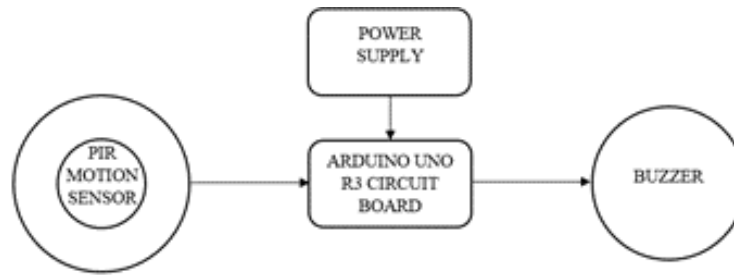 POWER
SUPPLY
PIR
MOTION
SENSOR
ARDUINO UNO
R3 CIRCUIT
BOARD
BUZZER